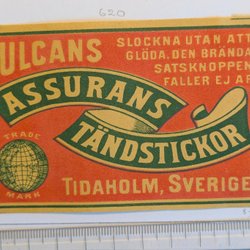 620
ULCANS
SLOCKNA UTAN ATT
GLÖDA. DEN BRÄNDA
SATSKNOPPEN
FALLER EJ AF
ASSURANS
TÄNDSTICKOR
TRADE
MARK
TIDAHOLM, SVERIGE